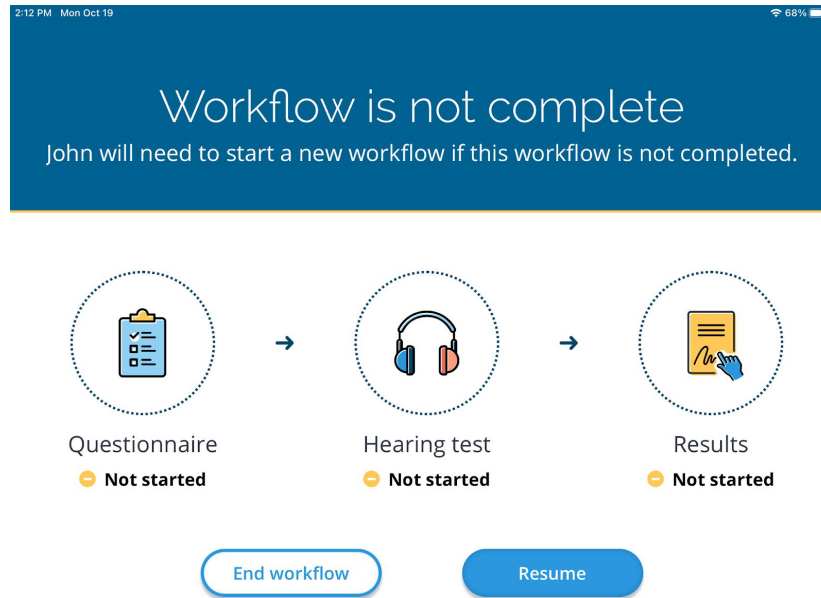 2:12 PM Mon Oct 19 68%
Workflow is not complete
John will need to start a new workflow if this workflow is not completed.
Questionnaire Hearing test Results
Not started Not started Not started
End workflow Resume